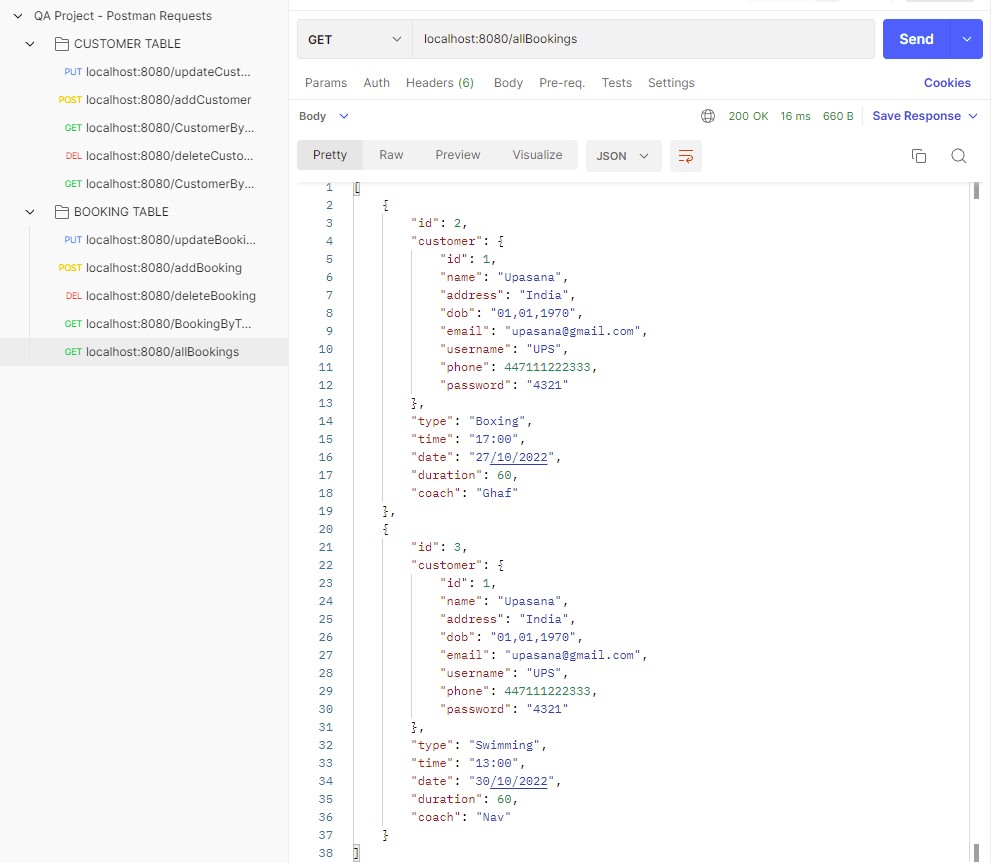 QA Project - Postman Requests
CUSTOMER TABLE
PUT localhost:8080/updateCust...
POST localhost:8080/addCustomer
GET localhost:8080/CustomerBy...
DEL localhost:8080/deleteCusto...
GET localhost:8080/CustomerBy...
BOOKING TABLE
PUT localhost:8080/updateBooki...
POST localhost:8080/addBooking
DEL localhost:8080/deleteBooking
GET localhost:8080/BookingByT...
GET localhost:8080/allBookings
GET localhost:8080/allBookings Send
Params Auth Headers (6) Body Pre-req. Tests Settings Cookies
Body 200 OK 16 ms 660 B Save Response
Pretty Raw Preview Visualize JSON
1 [
2 {
3 "id": 2,
4 "customer": {
5 "id": 1,
6 "name": "Upasana",
7 "address": "India",
8 "dob": "01,01,1970",
9 "email": "upasana@gmail.com",
10 "username": "UPS",
11 "phone": 447111222333,
12 "password": "4321"
13 },
14 "type": "Boxing",
15 "time": "17:00",
16 "date": "27/10/2022",
17 "duration": 60,
18 "coach": "Ghaf"
19 },
20 {
21 "id": 3,
22 "customer": {
23 "id": 1,
24 "name": "Upasana",
25 "address": "India",
26 "dob": "01,01,1970",
27 "email": "upasana@gmail.com",
28 "username": "UPS",
29 "phone": 447111222333,
30 "password": "4321"
31 },
32 "type": "Swimming",
33 "time": "13:00",
34 "date": "30/10/2022",
35 "duration": 60,
36 "coach": "Nav"
37 }
38 ]